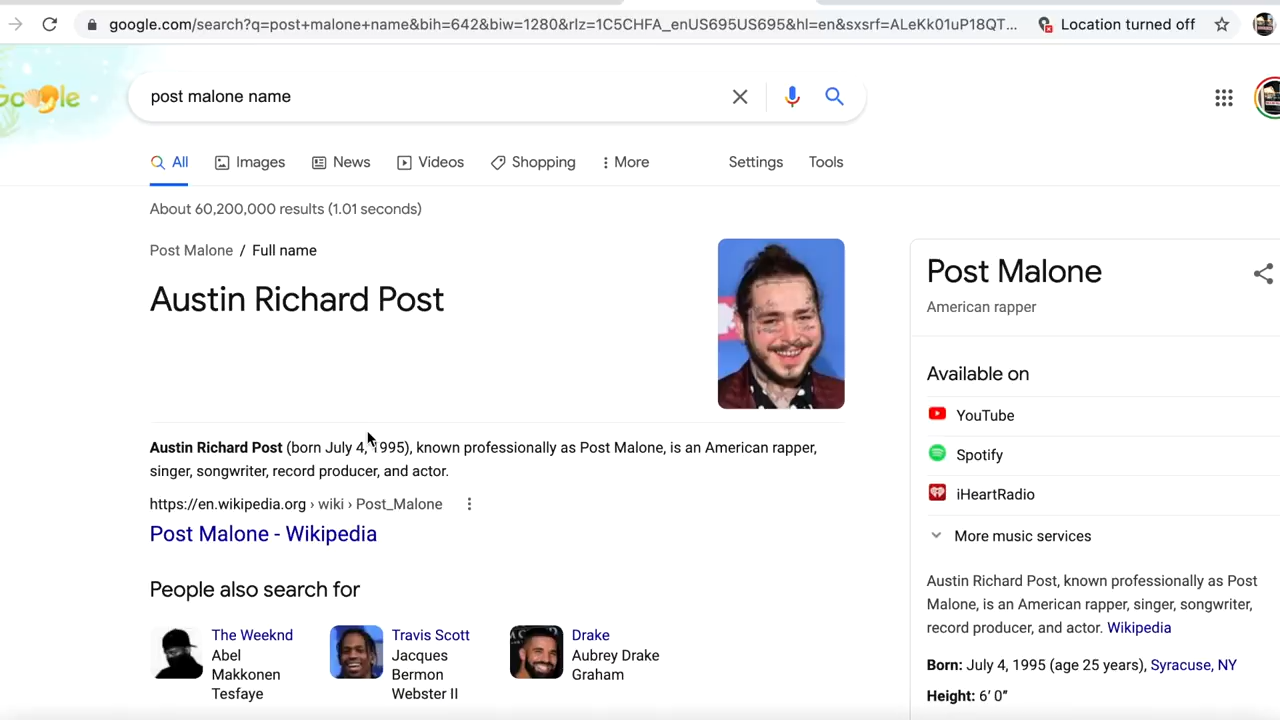 google.com/search?q=post+malone+name&bih=642&biw=1280&rlz=1C5CHFA_enUS695US695&hl=en&sxsrf=ALeKk01uP18QT...
Location turned off
Google
post malone name
All Images News Videos Shopping More Settings Tools
About 60,200,000 results (1.01 seconds)
Post Malone / Full name
Austin Richard Post
Austin Richard Post (born July 4, 1995), known professionally as Post Malone, is an American rapper,
singer, songwriter, record producer, and actor.
https://en.wikipedia.org › wiki › Post_Malone
Post Malone - Wikipedia
People also search for
The Weeknd
Abel
Makkonen
Tesfaye
Travis Scott
Jacques
Bermon
Webster II
Drake
Aubrey Drake
Graham
Post Malone
American rapper
Available on
YouTube
Spotify
iHeartRadio
More music services
Austin Richard Post, known professionally as Post
Malone, is an American rapper, singer, songwriter,
record producer, and actor. Wikipedia
Born: July 4, 1995 (age 25 years), Syracuse, NY
Height: 6′ 0″